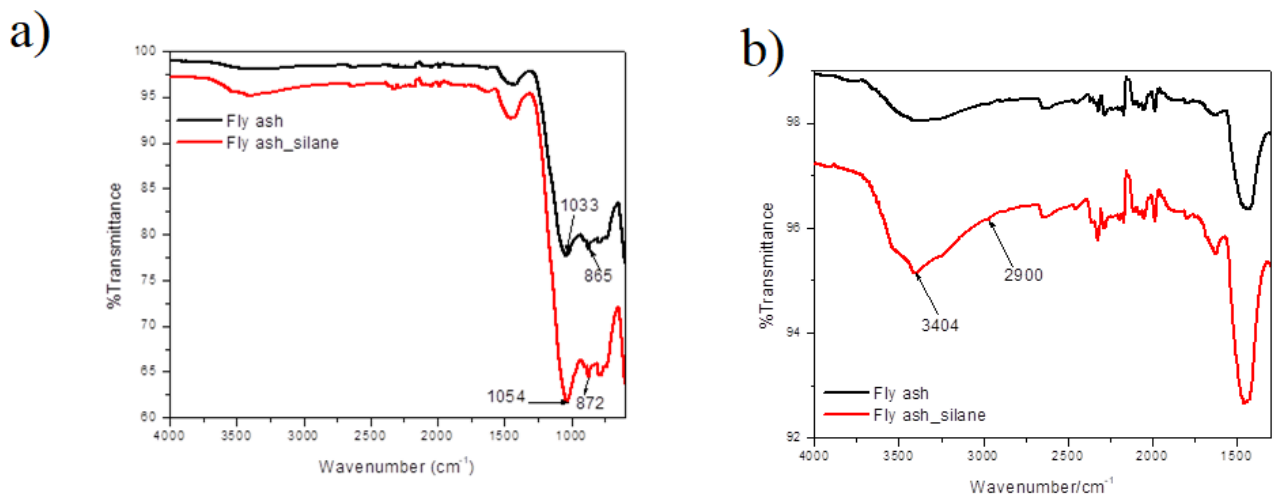 a)
100
95
90
85
80
75
70
65
60
%Transmittance
Fly ash
Fly ash_silane
1033
865
1054
872
4000 3500 3000 2500 2000 1500 1000
Wavenumber (cm-1)
b)
98
96
94
92
%Transmittance
2900
3404
Fly ash
Fly ash_silane
4000 3500 3000 2500 2000 1500
Wavenumber/cm-1